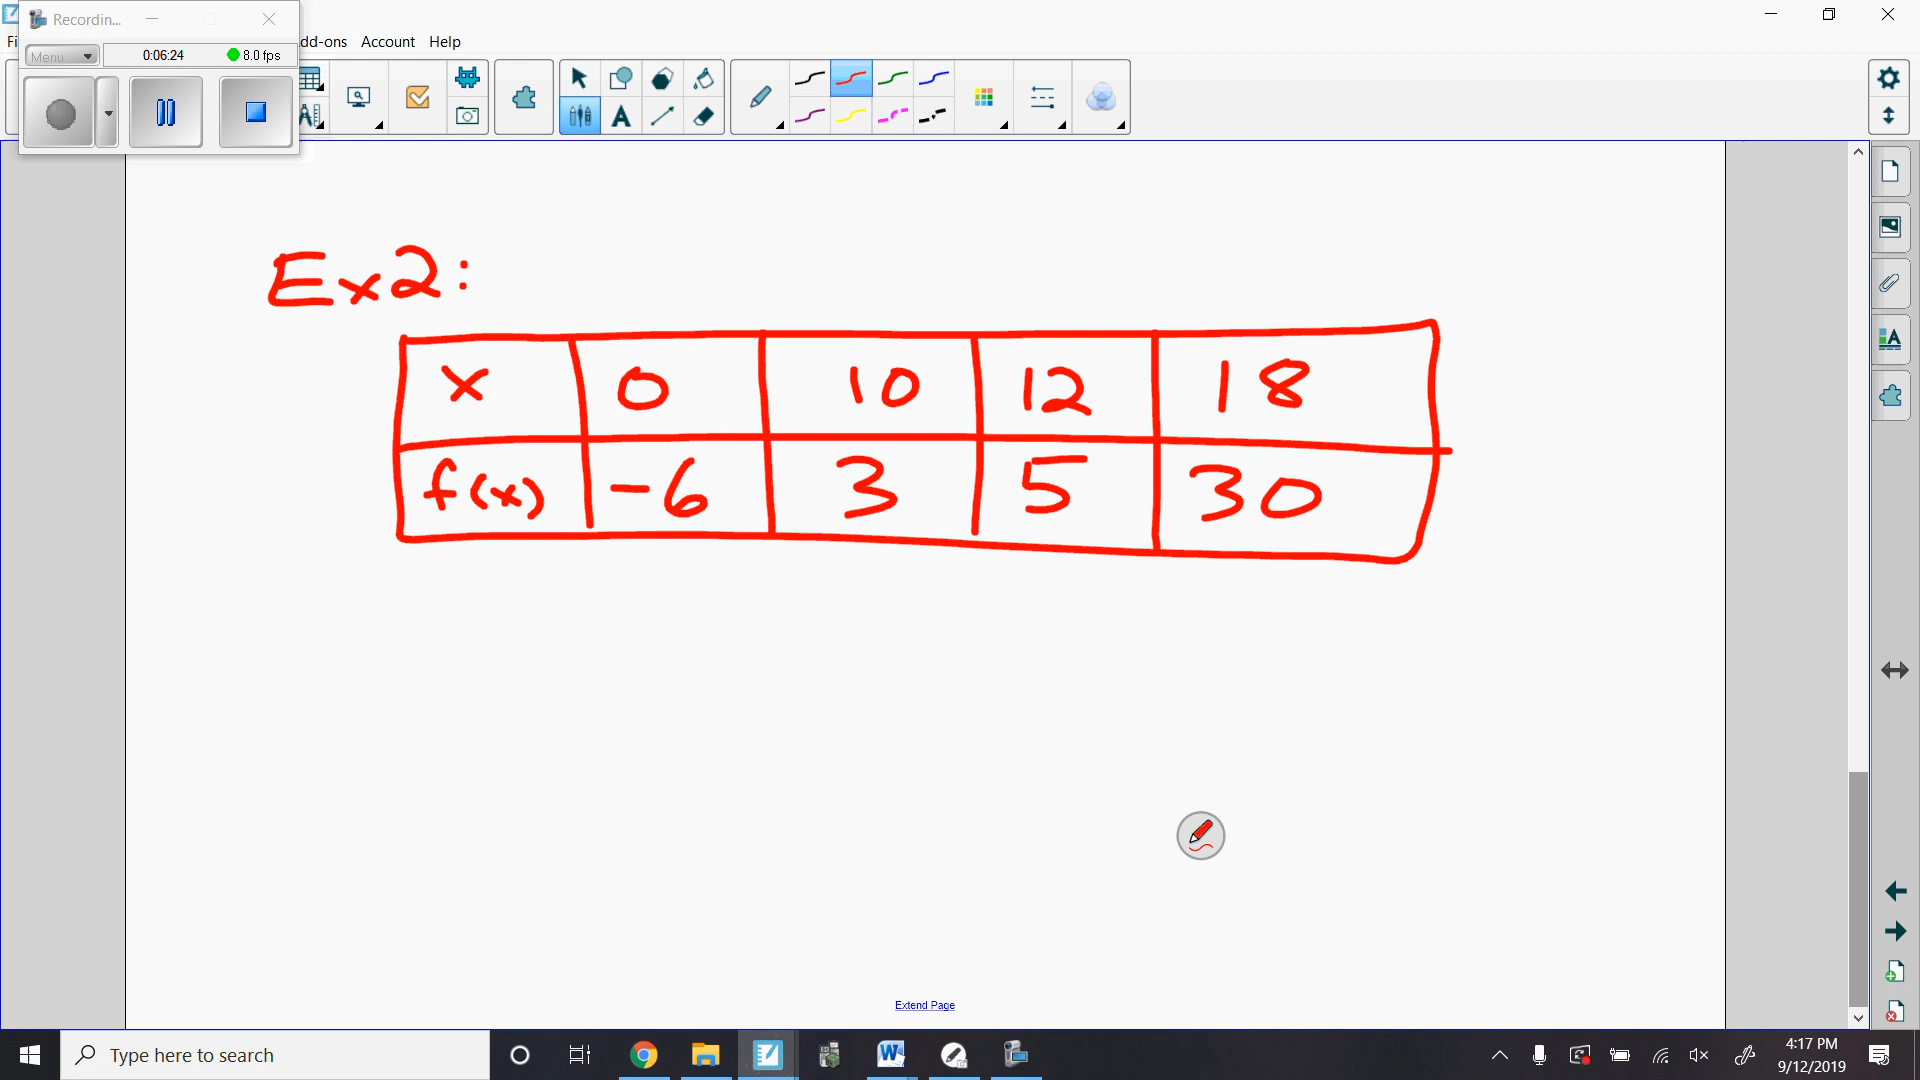 Recordin...
Menu
0:06:24
8.0 fps
Fi
dd-ons Account Help
Ex2:
x 0 10 12 18
f(x) -6 3 5 30
Extend Page
Type here to search
4:17 PM
9/12/2019